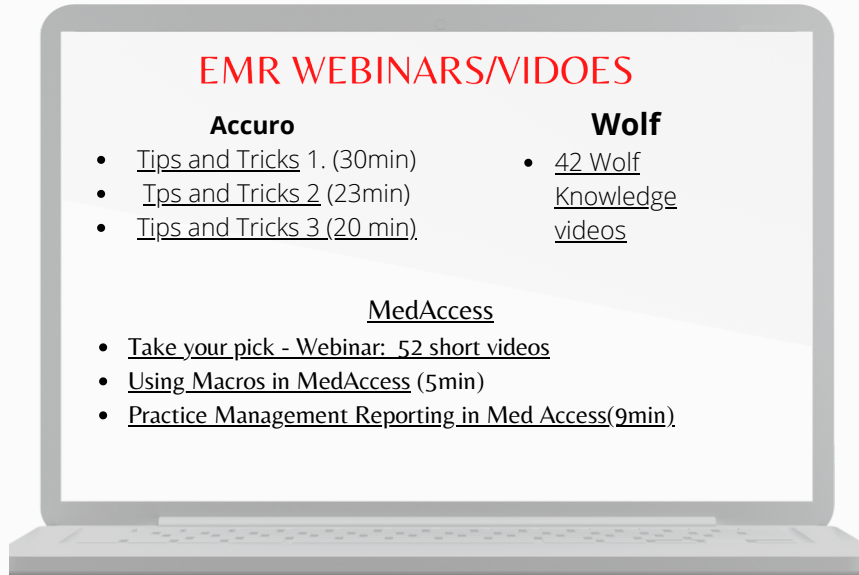 EMR WEBINARS/VIDOES
Accuro
Tips and Tricks 1. (30min)
Tps and Tricks 2 (23min)
Tips and Tricks 3 (20 min)
Wolf
42 Wolf
Knowledge
videos
MedAccess
Take your pick - Webinar: 52 short videos
Using Macros in MedAccess (5min)
Practice Management Reporting in Med Access(9min)